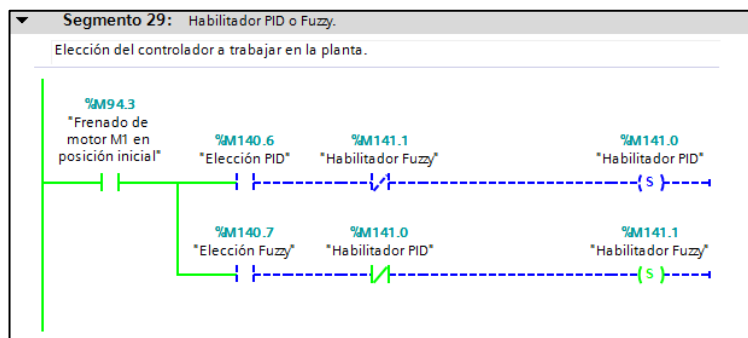 Segmento 29: Habilitador PID o Fuzzy.
Elección del controlador a trabajar en la planta.
%M94.3
"Frenado de
motor M1 en
posición inicial"
%M140.6
"Elección PID"
%M141.1
"Habilitador Fuzzy"
%M141.0
"Habilitador PID"
S
%M140.7
"Elección Fuzzy"
%M141.0
"Habilitador PID"
%M141.1
"Habilitador Fuzzy"
S